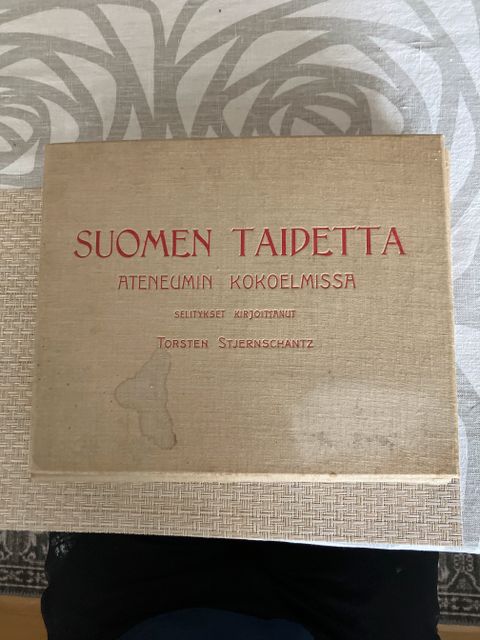 SUOMEN TAIDETTA
ATENEUMIN KOKOELMISSA
SELITYKSET KIRJOITTANUT
TORSTEN STJERNSCHANTZ